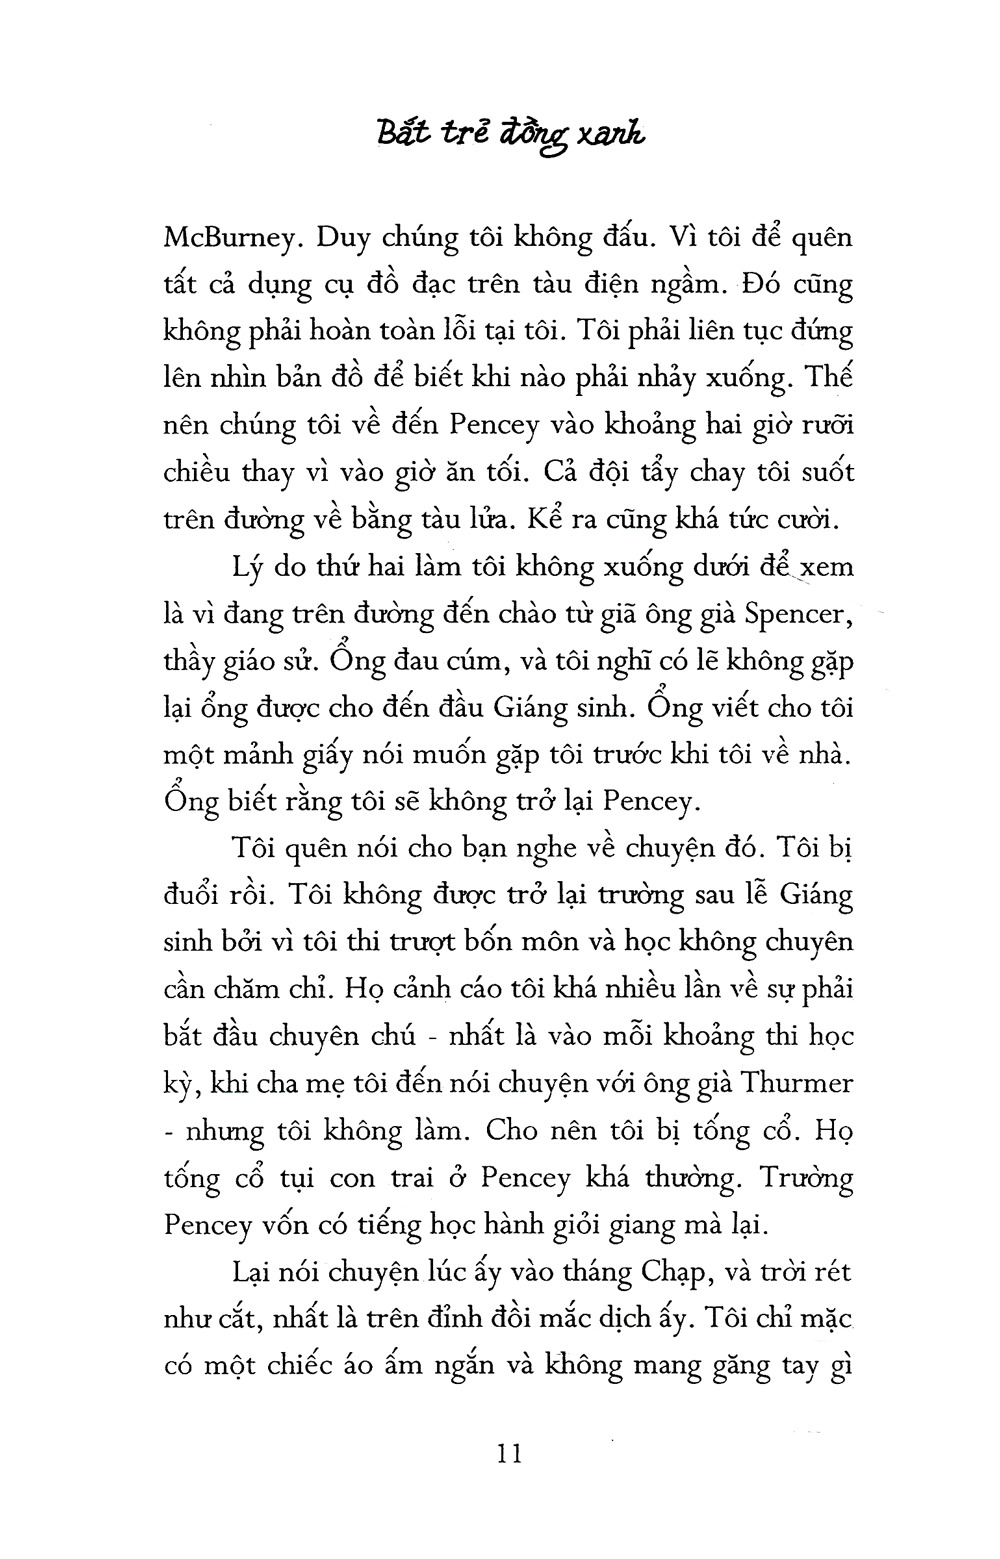 Bắt trẻ đồng xanh
McBurney. Duy chúng tôi không đấu. Vì tôi để quên
tất cả dụng cụ đồ đạc trên tàu điện ngầm. Đó cũng
không phải hoàn toàn lỗi tại tôi. Tôi phải liên tục đứng
lên nhìn bản đồ để biết khi nào phải nhảy xuống. Thế
nên chúng tôi về đến Pencey vào khoảng hai giờ rưỡi
chiều thay vì vào giờ ăn tối. Cả đội tẩy chay tôi suốt
trên đường về bằng tàu lửa. Kể ra cũng khá tức cười.
Lý do thứ hai làm tôi không xuống dưới để xem
là vì đang trên đường đến chào từ giã ông già Spencer,
thầy giáo sử. Ổng đau cúm, và tôi nghĩ có lẽ không gặp
lại ổng được cho đến đầu Giáng sinh. Ổng viết cho tôi
một mảnh giấy nói muốn gặp tôi trước khi tôi về nhà.
Ổng biết rằng tôi sẽ không trở lại Pencey.
Tôi quên nói cho bạn nghe về chuyện đó. Tôi bị
đuổi rồi. Tôi không được trở lại trường sau lễ Giáng
sinh bởi vì tôi thi trượt bốn môn và học không chuyên
cần chăm chỉ. Họ cảnh cáo tôi khá nhiều lần về sự phải
bắt đầu chuyên chú - nhất là vào mỗi khoảng thi học
kỳ, khi cha mẹ tôi đến nói chuyện với ông già Thurmer
- nhưng tôi không làm. Cho nên tôi bị tống cổ. Họ
tống cổ tụi con trai ở Pencey khá thường. Trường
Pencey vốn có tiếng học hành giỏi giang mà lại.
Lại nói chuyện lúc ấy vào tháng Chạp, và trời rét
như cắt, nhất là trên đỉnh đồi mắc dịch ấy. Tôi chỉ mặc
có một chiếc áo ấm ngắn và không mang găng tay gì
11